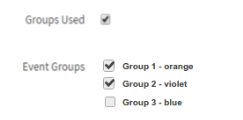 Groups Used
Event Groups
Group 1 - orange
Group 2 - violet
Group 3 - blue